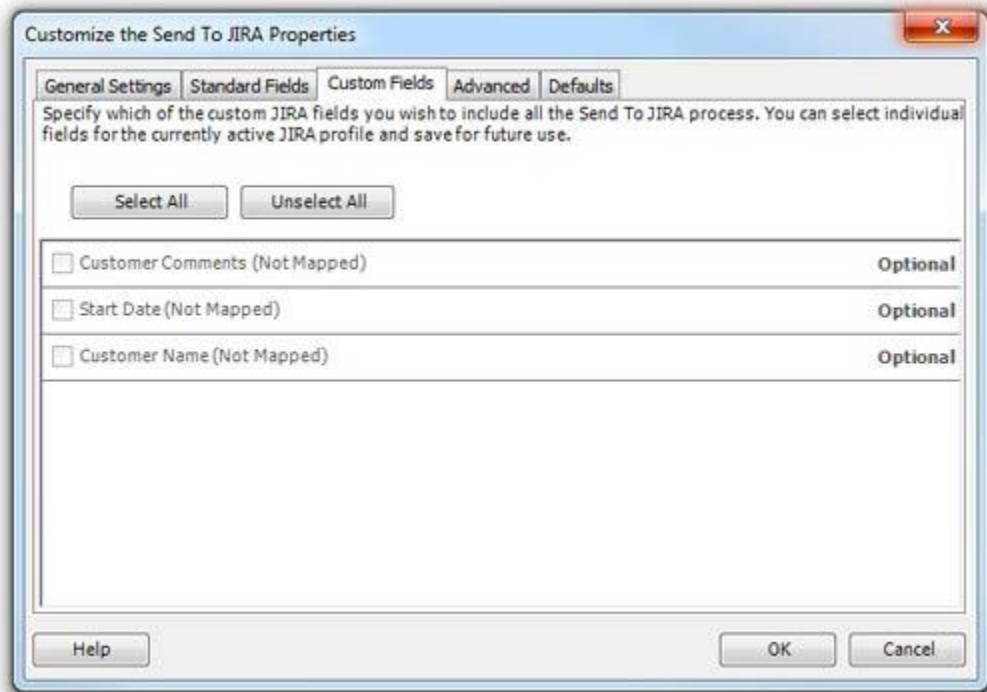 Customize the Send To JIRA Properties
General Settings Standard Fields Custom Fields Advanced Defaults
Specify which of the custom JIRA fields you wish to include all the Send To JIRA process. You can select individual
fields for the currently active JIRA profile and save for future use.
Select All Unselect All
Customer Comments (Not Mapped) Optional
Start Date (Not Mapped) Optional
Customer Name (Not Mapped) Optional
Help OK Cancel